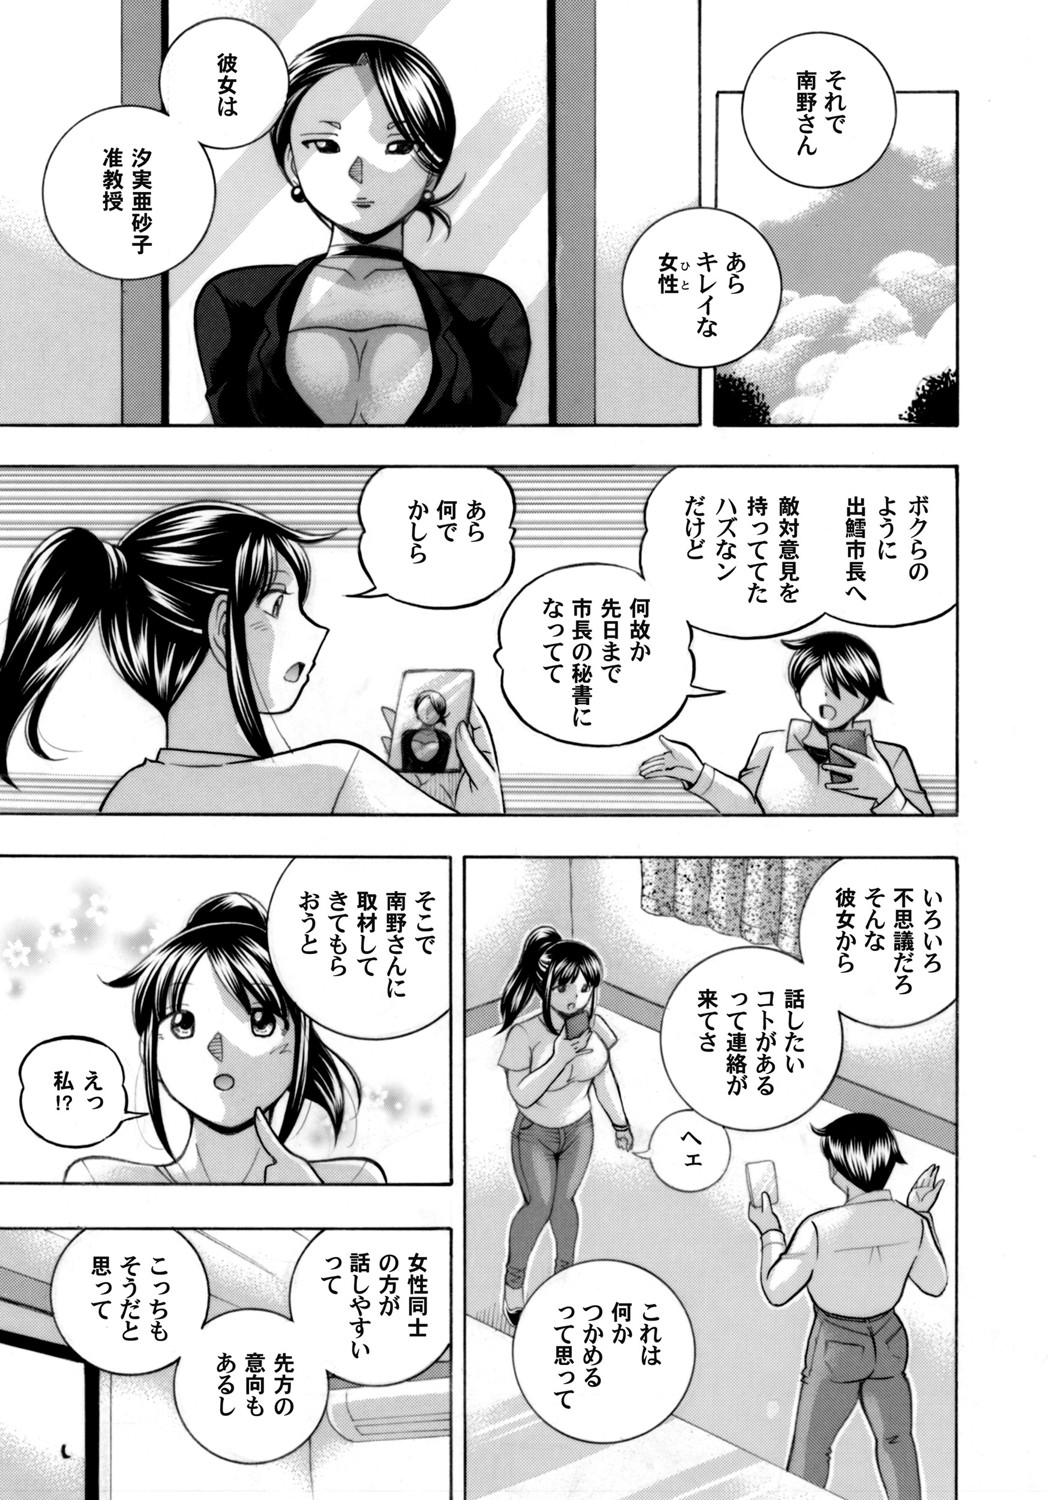 それで
南野さん
あら
キレイな
女性
ひと
彼女は
汐実亜砂子
准教授
ボクらの
ように
出鱈市長へ
敵対意見を
持っててた
ハズなン
だけど
何故か
先日まで
市長の秘書に
なってて
あら
何で
かしら
いろいろ
不思議だろ
そんな
彼女から
話したい
コトがある
って連絡が
来てさ
ヘェ
これは
何か
つかめる
って思って
そこで
南野さんに
取材して
きてもら
おうと
えっ
私!?
女性同士
の方が
話しやすい
って
先方の
意向も
あるし
こっちも
そうだと
思って